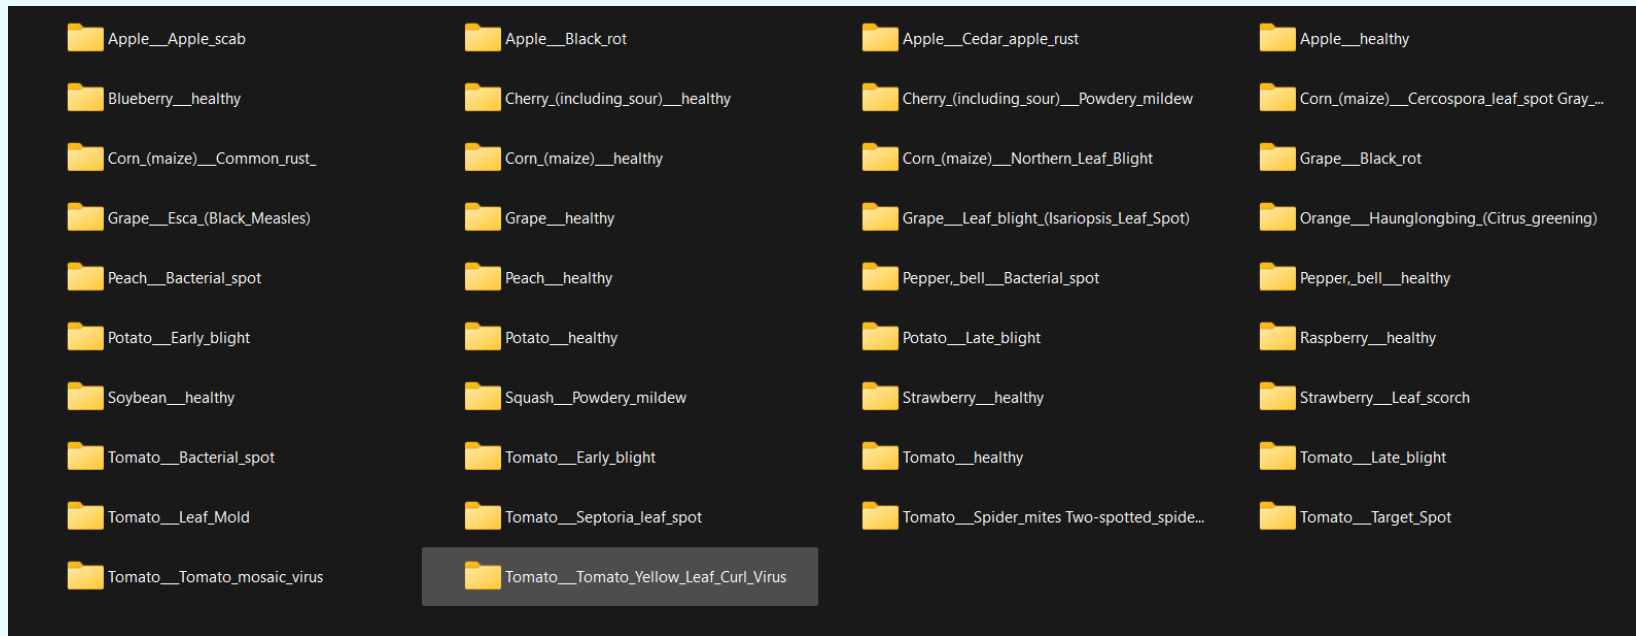 Apple___Apple_scab
Apple___Black_rot
Apple___Cedar_apple_rust
Apple___healthy
Blueberry___healthy
Cherry_(including_sour)___healthy
Cherry_(including_sour)___Powdery_mildew
Corn_(maize)___Cercospora_leaf_spot Gray_...
Corn_(maize)___Common_rust_
Corn_(maize)___healthy
Corn_(maize)___Northern_Leaf_Blight
Grape___Black_rot
Grape___Esca_(Black_Measles)
Grape___healthy
Grape___Leaf_blight_(Isariopsis_Leaf_Spot)
Orange___Haunglongbing_(Citrus_greening)
Peach___Bacterial_spot
Peach___healthy
Pepper,_bell___Bacterial_spot
Pepper,_bell___healthy
Potato___Early_blight
Potato___healthy
Potato___Late_blight
Raspberry___healthy
Soybean___healthy
Squash___Powdery_mildew
Strawberry___healthy
Strawberry___Leaf_scorch
Tomato___Bacterial_spot
Tomato___Early_blight
Tomato___healthy
Tomato___Late_blight
Tomato___Leaf_Mold
Tomato___Septoria_leaf_spot
Tomato___Spider_mites Two-spotted_spide...
Tomato___Target_Spot
Tomato___Tomato_mosaic_virus
Tomato___Tomato_Yellow_Leaf_Curl_Virus